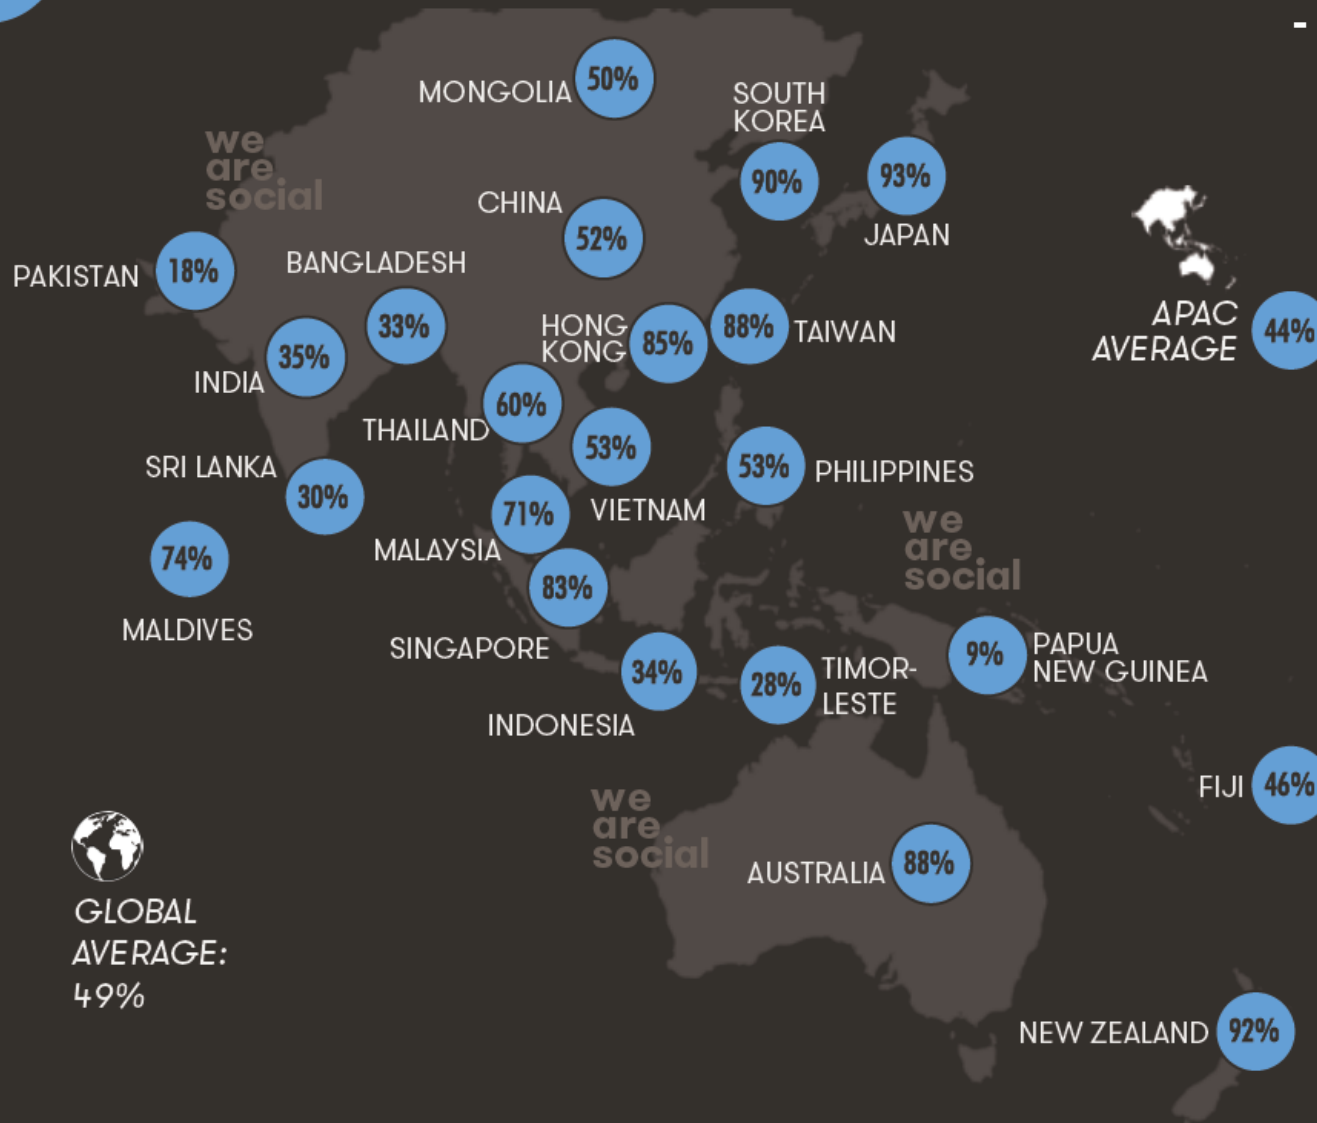 MONGOLIA
50%
SOUTH
KOREA
90%
93%
JAPAN
we
are
social
CHINA
52%
PAKISTAN
18%
BANGLADESH
33%
INDIA
35%
HONG
KONG
85%
88%
TAIWAN
APAC
AVERAGE
44%
THAILAND
60%
53%
VIETNAM
53%
PHILIPPINES
SRI LANKA
30%
71%
MALAYSIA
74%
MALDIVES
83%
SINGAPORE
we
are
social
34%
INDONESIA
28%
TIMOR-
LESTE
9%
PAPUA
NEW GUINEA
FIJI
46%
we
are
social
AUSTRALIA
88%
GLOBAL
AVERAGE:
49%
NEW ZEALAND
92%